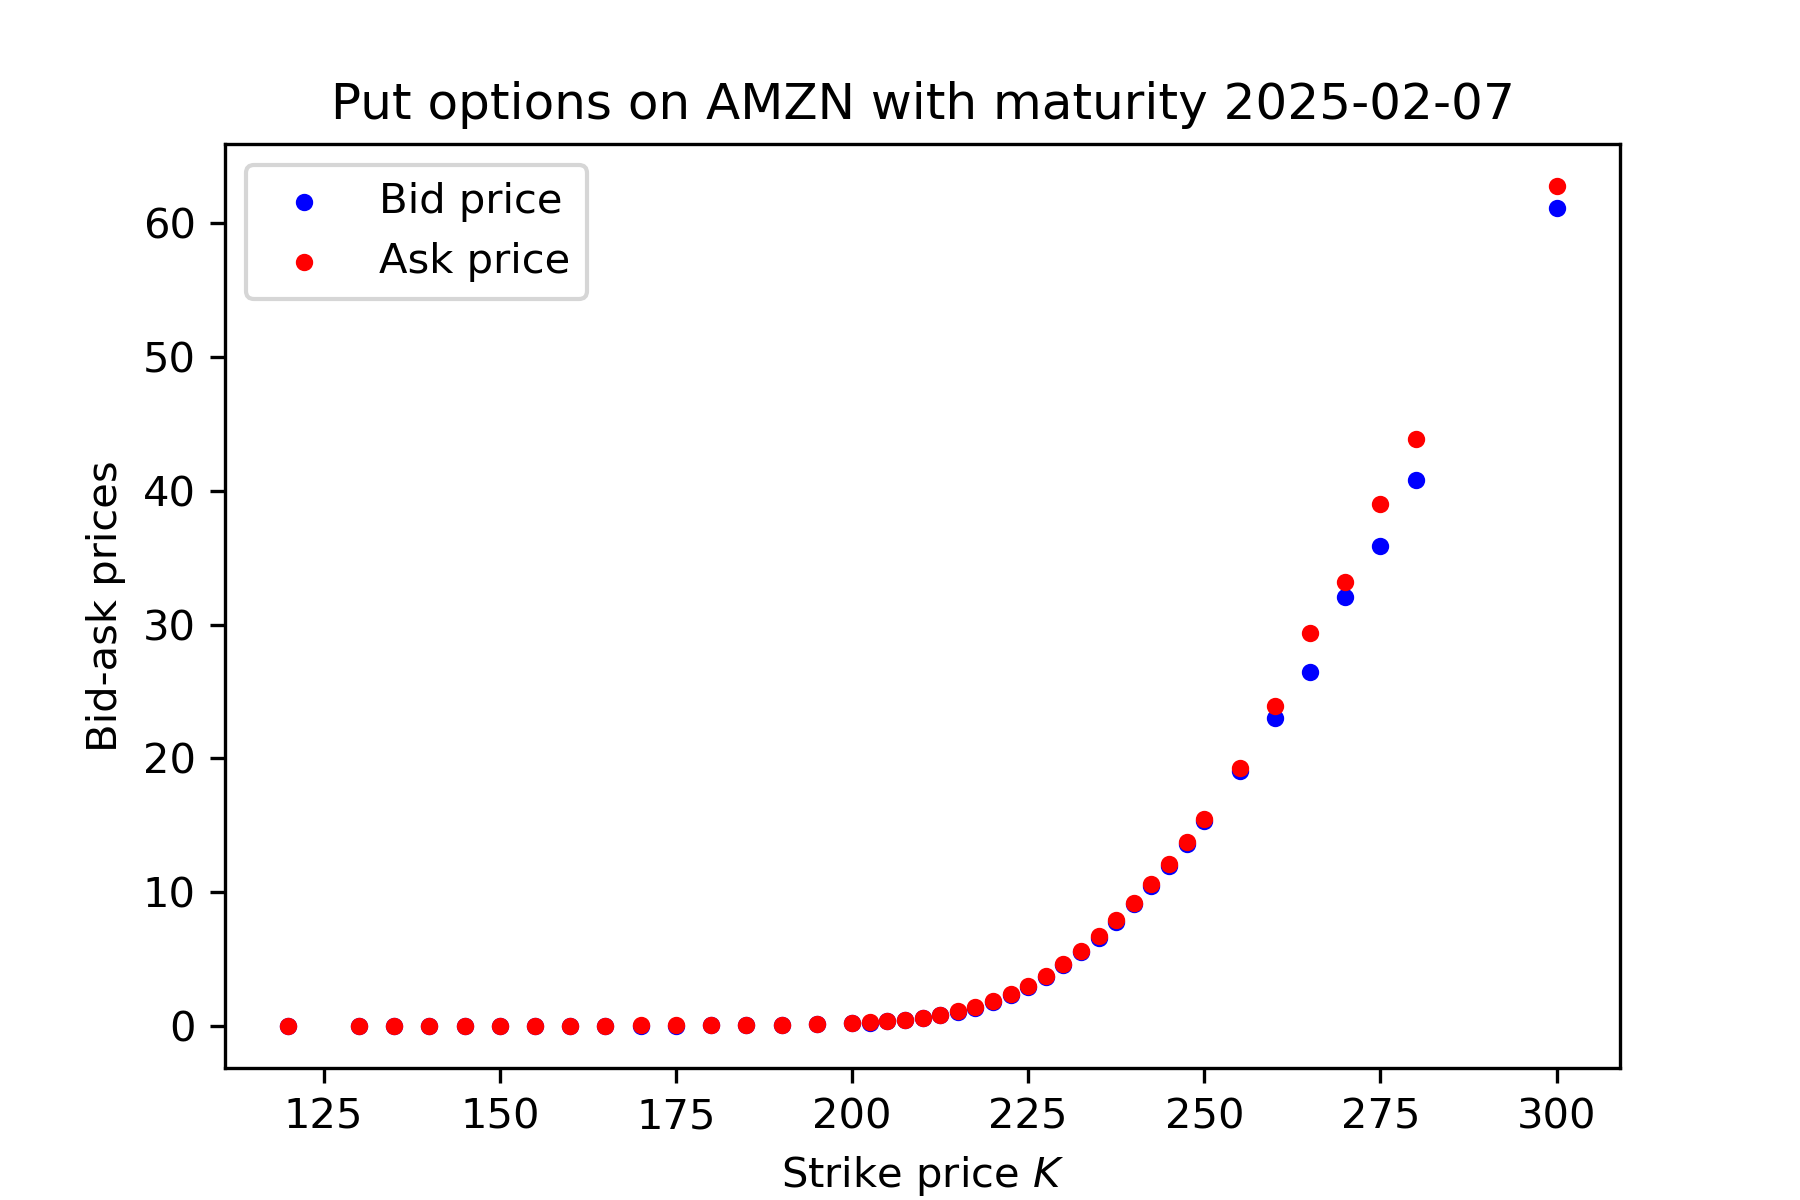 Put options on AMZN with maturity 2025-02-07
Bid price
Ask price
60
50
40
30
20
10
0
Bid-ask prices
125 150 175 200 225 250 275 300
Strike price K